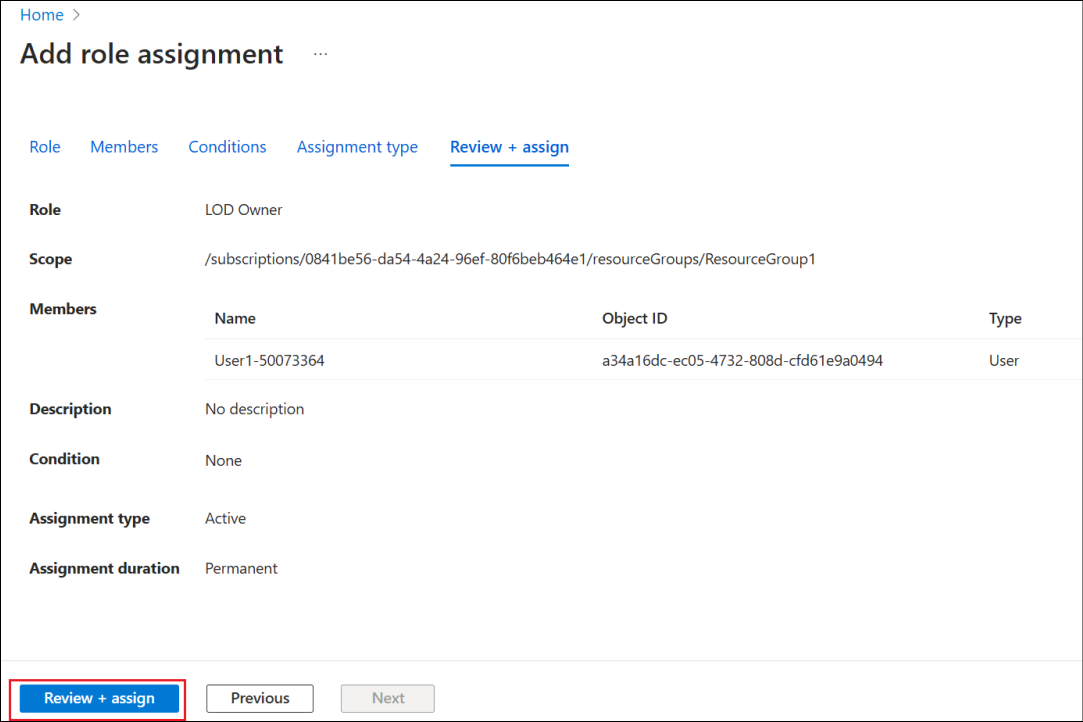 Home >
Add role assignment ...
Role Members Conditions Assignment type Review + assign
Role LOD Owner
Scope /subscriptions/0841be56-da54-4a24-96ef-80f6beb464e1/resourceGroups/ResourceGroup1
Members
Name Object ID Type
User1-50073364 a34a16dc-ec05-4732-808d-cfd61e9a0494 User
Description No description
Condition None
Assignment type Active
Assignment duration Permanent
Review + assign Previous Next